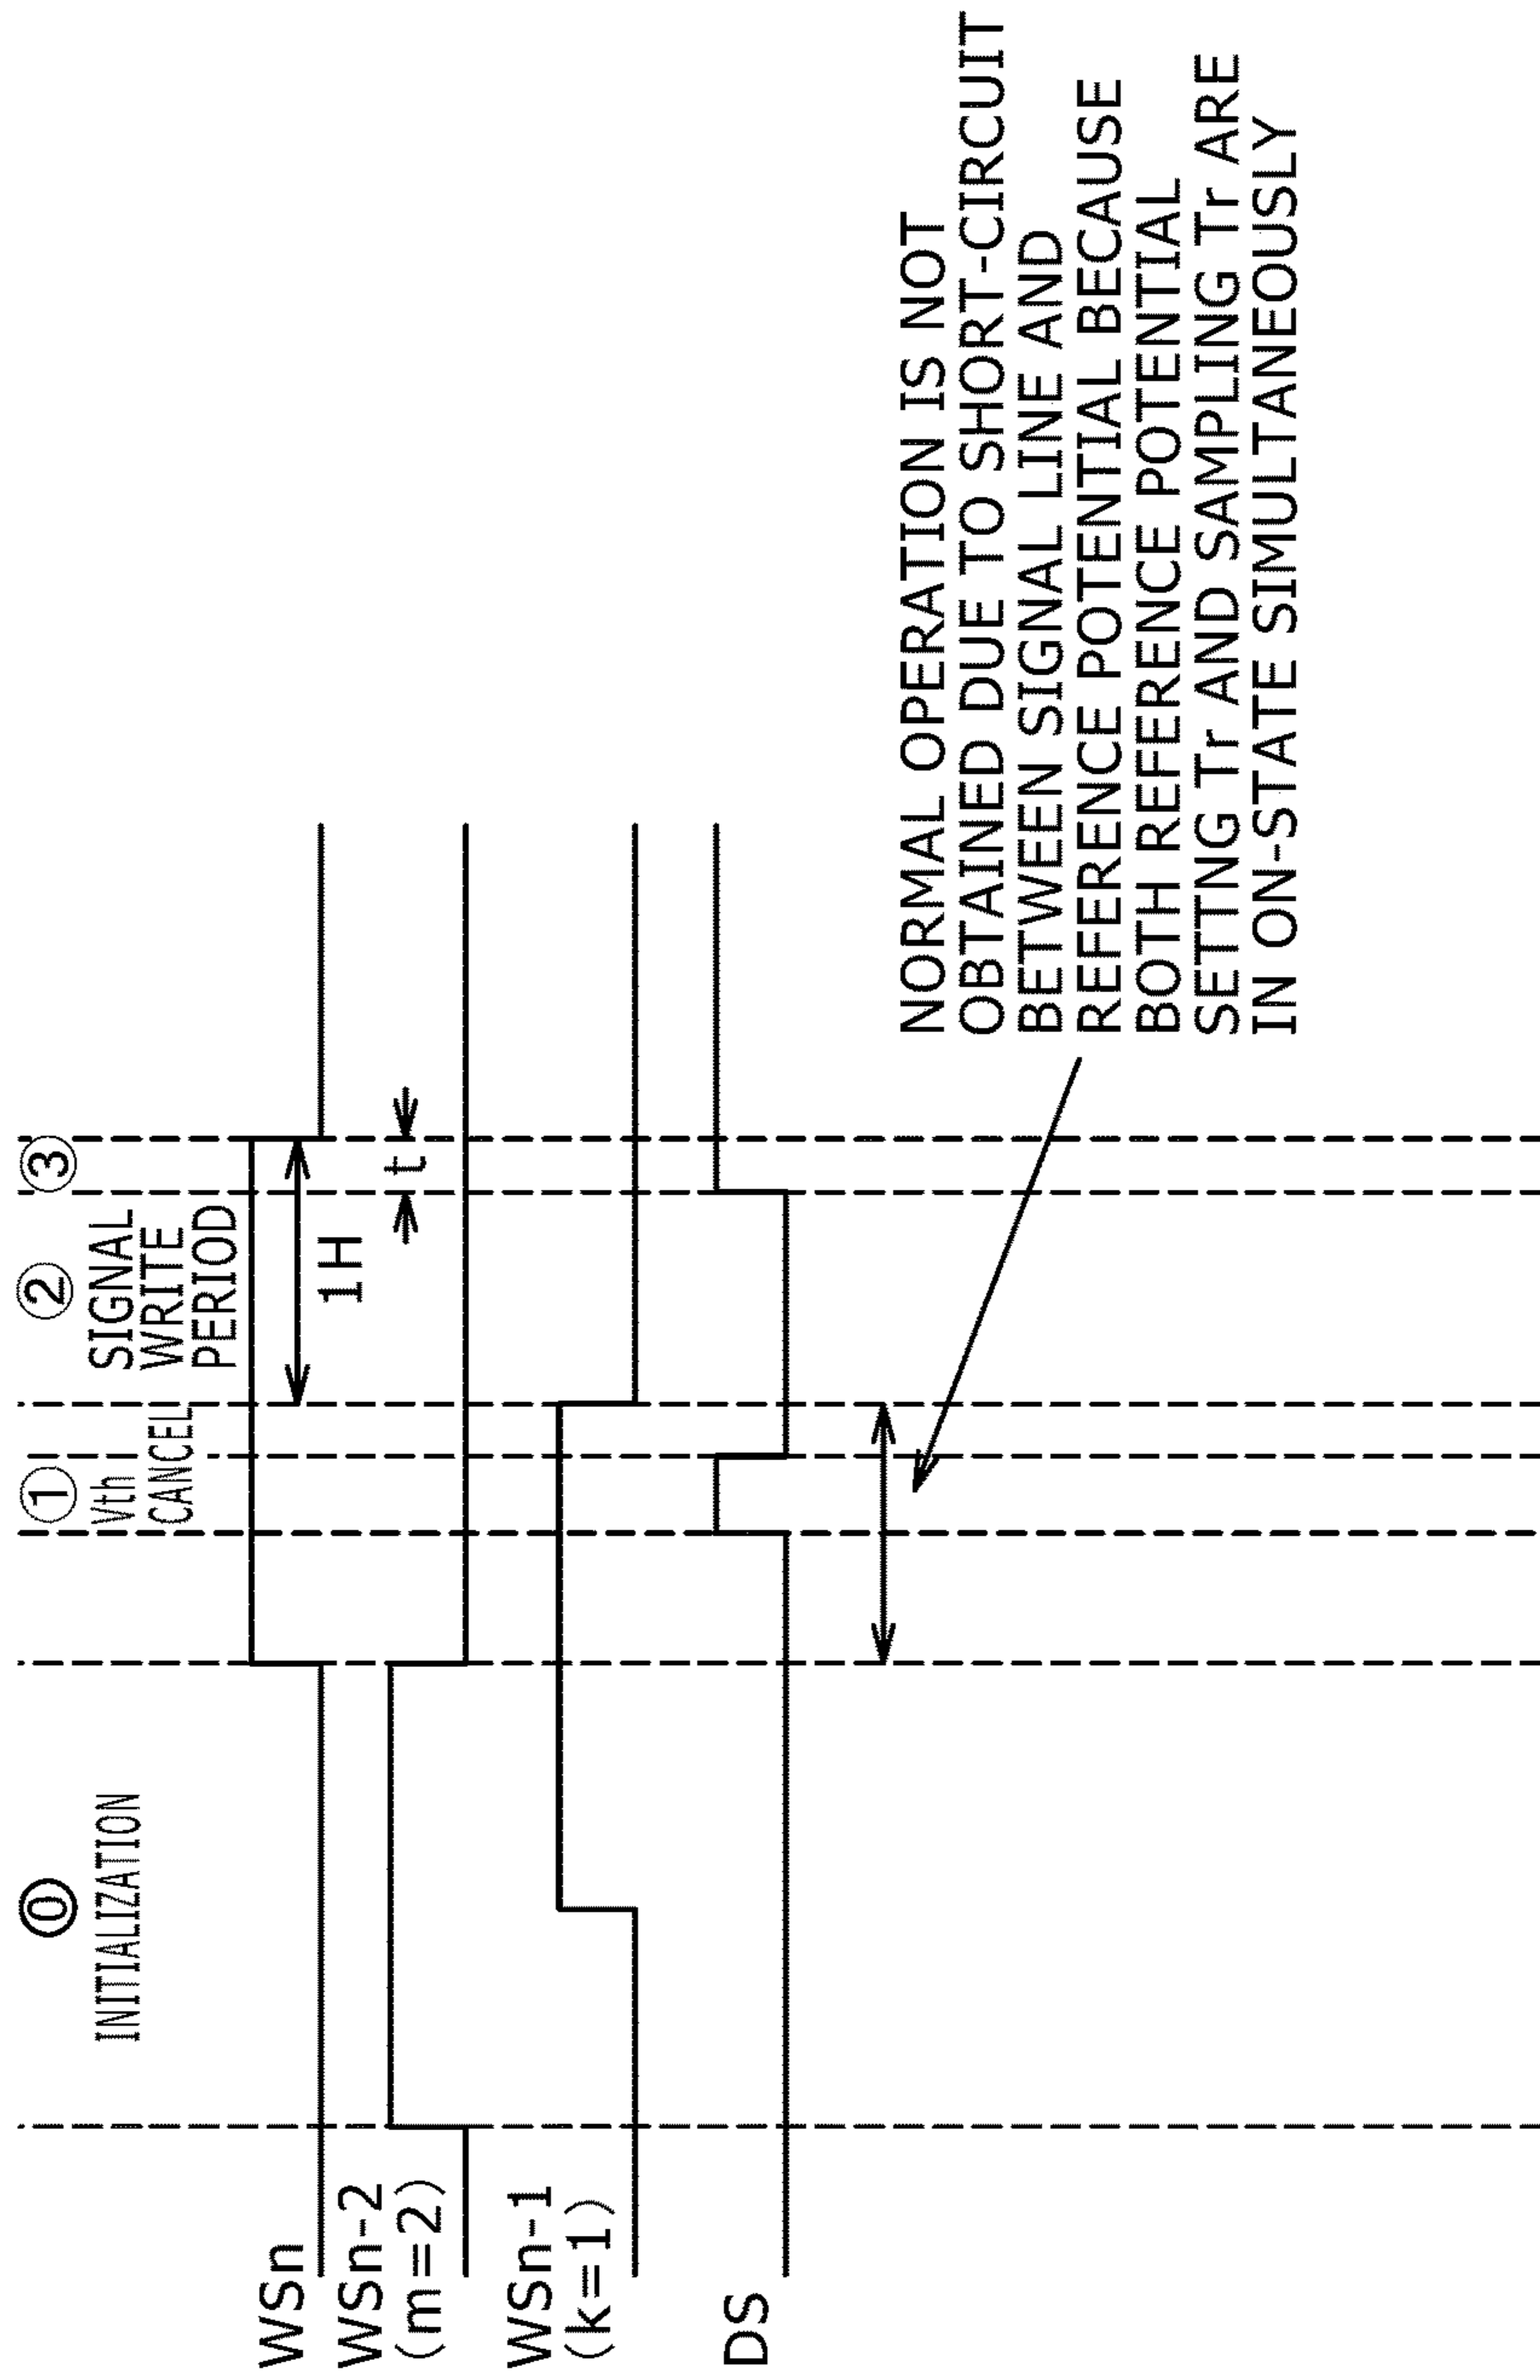 ⓪
INITIALIZATION
①
Vth
CANCEL
②
SIGNAL
WRITE
PERIOD
③
WSn
1H
WSn-2
(m=2)
t
WSn-1
(k=1)
DS
NORMAL OPERATION IS NOT
OBTAINED DUE TO SHORT-CIRCUIT
BETWEEN SIGNAL LINE AND
REFERENCE POTENTIAL BECAUSE
BOTH REFERENCE POTENTIAL
SETTNG Tr AND SAMPLING Tr ARE
IN ON-STATE SIMULTANEOUSLY